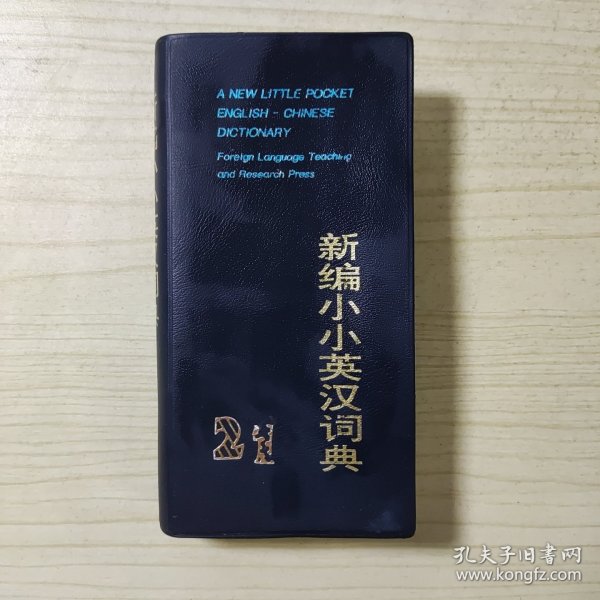 A NEW LITTLE POCKET
ENGLISH - CHINESE
DICTIONARY
Foreign Language Teaching
and Research Press
新编小小英汉词典
21
孔夫子旧书网
www.kongfz.com